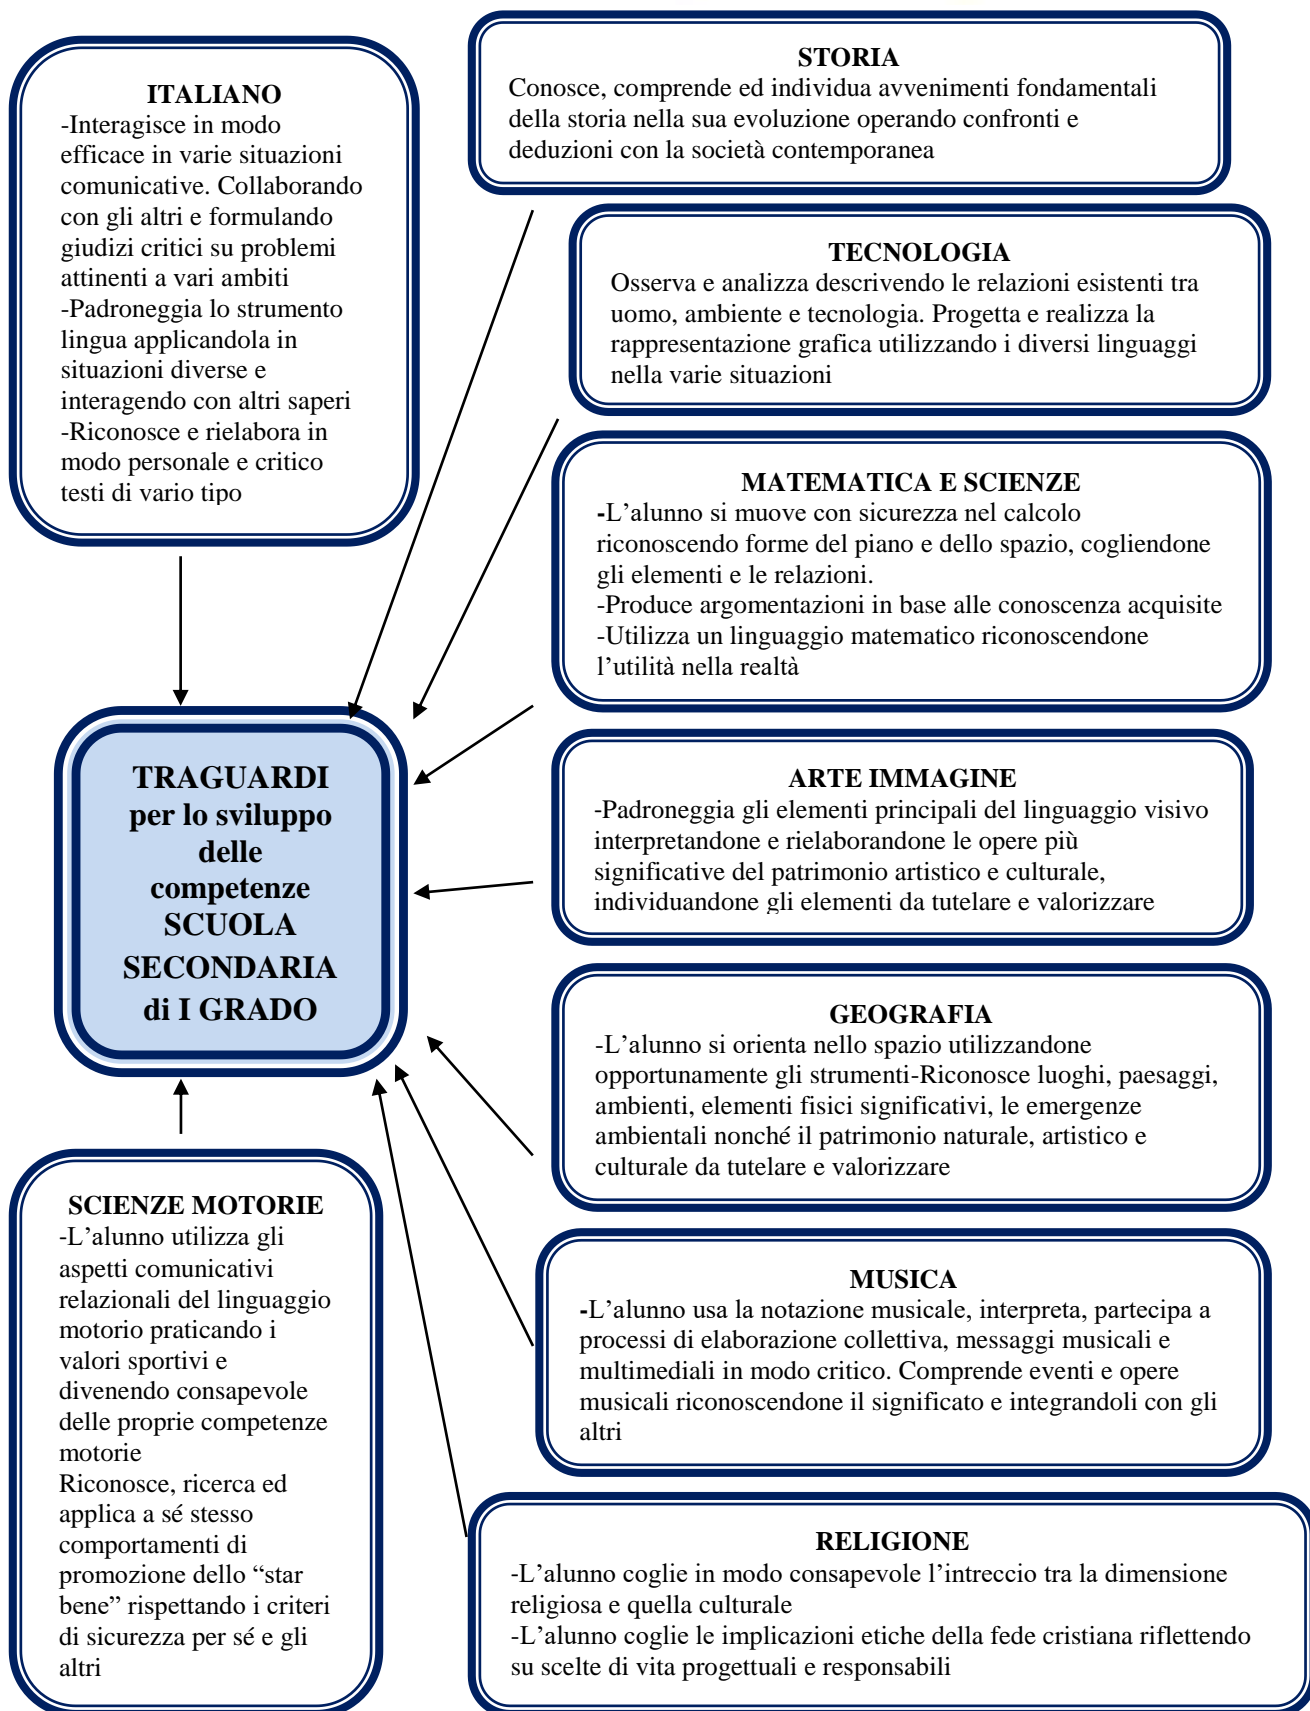 ITALIANO
-Interagisce in modo
efficace in varie situazioni
comunicative. Collaborando
con gli altri e formulando
giudizi critici su problemi
attinenti a vari ambiti
-Padroneggia lo strumento
lingua applicandola in
situazioni diverse e
interagendo con altri saperi
-Riconosce e rielabora in
modo personale e critico
testi di vario tipo
STORIA
Conosce, comprende ed individua avvenimenti fondamentali
della storia nella sua evoluzione operando confronti e
deduzioni con la società contemporanea
TECNOLOGIA
Osserva e analizza descrivendo le relazioni esistenti tra
uomo, ambiente e tecnologia. Progetta e realizza la
rappresentazione grafica utilizzando i diversi linguaggi
nella varie situazioni
MATEMATICA E SCIENZE
-L’alunno si muove con sicurezza nel calcolo
riconoscendo forme del piano e dello spazio, cogliendone
gli elementi e le relazioni.
-Produce argomentazioni in base alle conoscenza acquisite
-Utilizza un linguaggio matematico riconoscendone
l’utilità nella realtà
TRAGUARDI
per lo sviluppo
delle
competenze
SCUOLA
SECONDARIA
di I GRADO
ARTE IMMAGINE
-Padroneggia gli elementi principali del linguaggio visivo
interpretandone e rielaborandone le opere più
significative del patrimonio artistico e culturale,
individuandone gli elementi da tutelare e valorizzare
GEOGRAFIA
-L’alunno si orienta nello spazio utilizzandone
opportunamente gli strumenti-Riconosce luoghi, paesaggi,
ambienti, elementi fisici significativi, le emergenze
ambientali nonché il patrimonio naturale, artistico e
culturale da tutelare e valorizzare
SCIENZE MOTORIE
-L’alunno utilizza gli
aspetti comunicativi
relazionali del linguaggio
motorio praticando i
valori sportivi e
divenendo consapevole
delle proprie competenze
motorie
Riconosce, ricerca ed
applica a sé stesso
comportamenti di
promozione dello “star
bene” rispettando i criteri
di sicurezza per sé e gli
altri
MUSICA
-L’alunno usa la notazione musicale, interpreta, partecipa a
processi di elaborazione collettiva, messaggi musicali e
multimediali in modo critico. Comprende eventi e opere
musicali riconoscendone il significato e integrandoli con gli
altri
RELIGIONE
-L’alunno coglie in modo consapevole l’intreccio tra la dimensione
religiosa e quella culturale
-L’alunno coglie le implicazioni etiche della fede cristiana riflettendo
su scelte di vita progettuali e responsabili